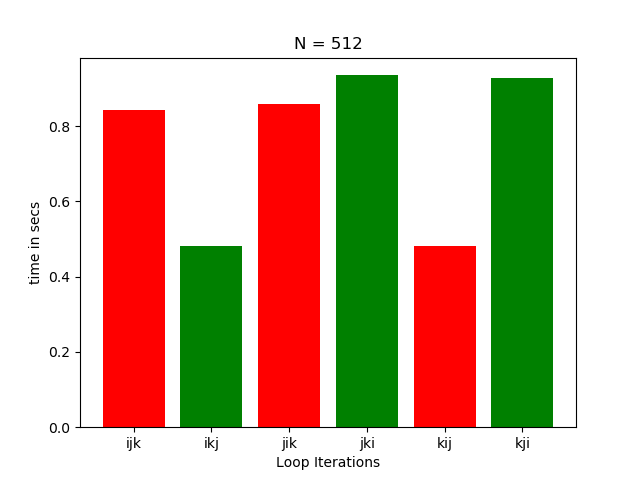 N = 512
time in secs
0.8
0.6
0.4
0.2
0.0
ijk ikj jik jki kij kji
Loop Iterations